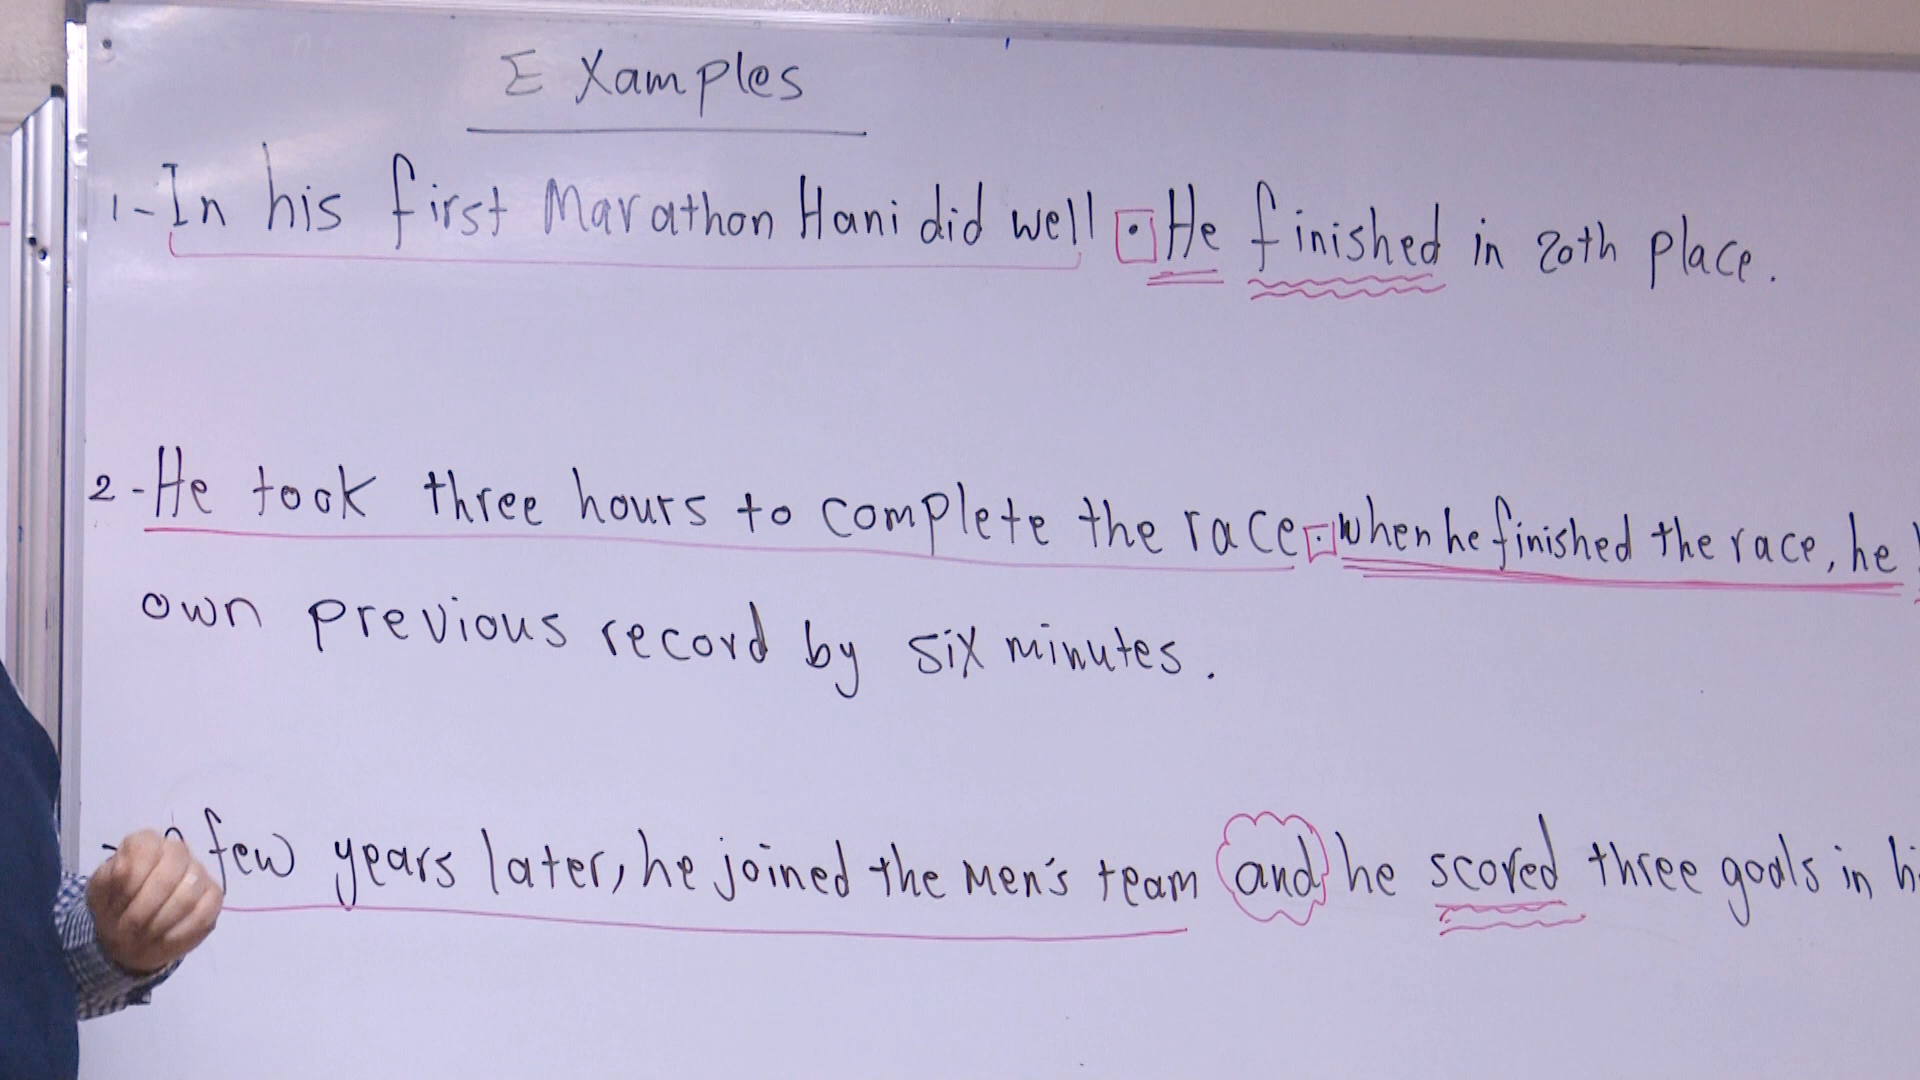 Examples
1-In his first Marathon Hani did well . He finished in 20th place.
2-He took three hours to complete the race. when he finished the race, he
own previous record by six minutes.
few years later, he joined the Men's team and he scored three goals in